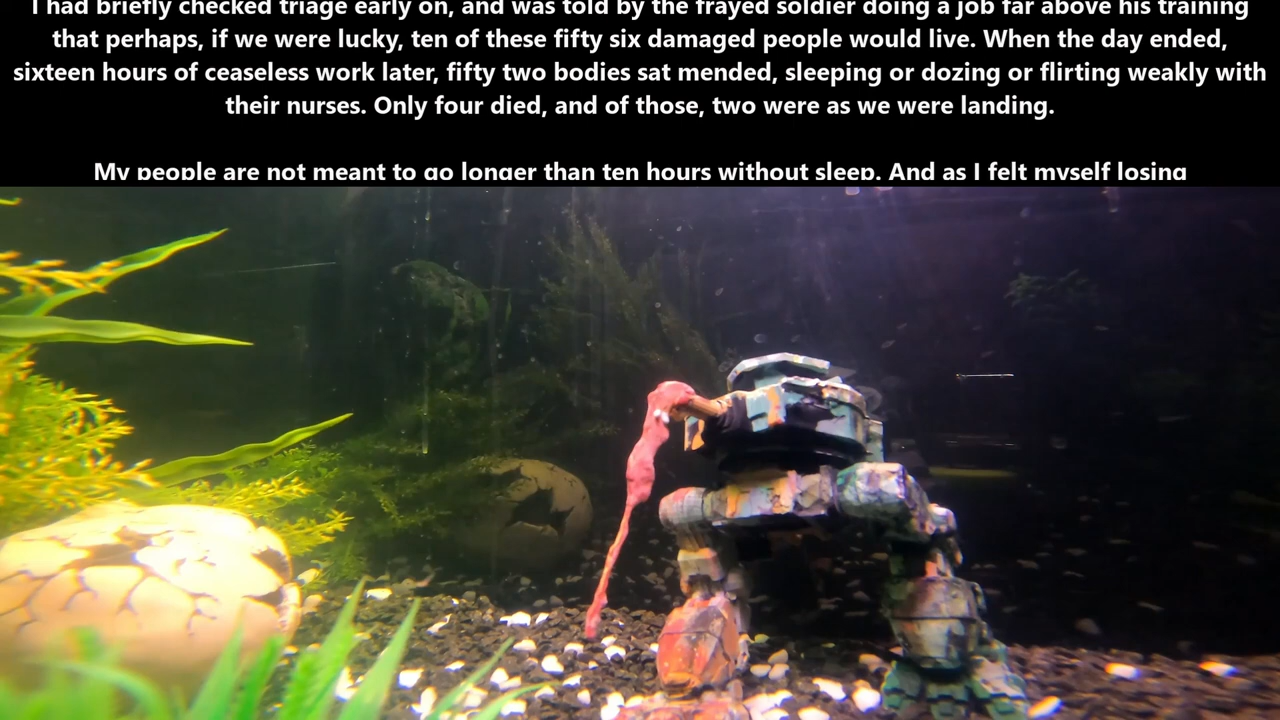 I had briefly checked triage early on, and was told by the frayed soldier doing a job far above his training
that perhaps, if we were lucky, ten of these fifty six damaged people would live. When the day ended,
sixteen hours of ceaseless work later, fifty two bodies sat mended, sleeping or dozing or flirting weakly with
their nurses. Only four died, and of those, two were as we were landing.
My people are not meant to go longer than ten hours without sleep. And as I felt myself losing